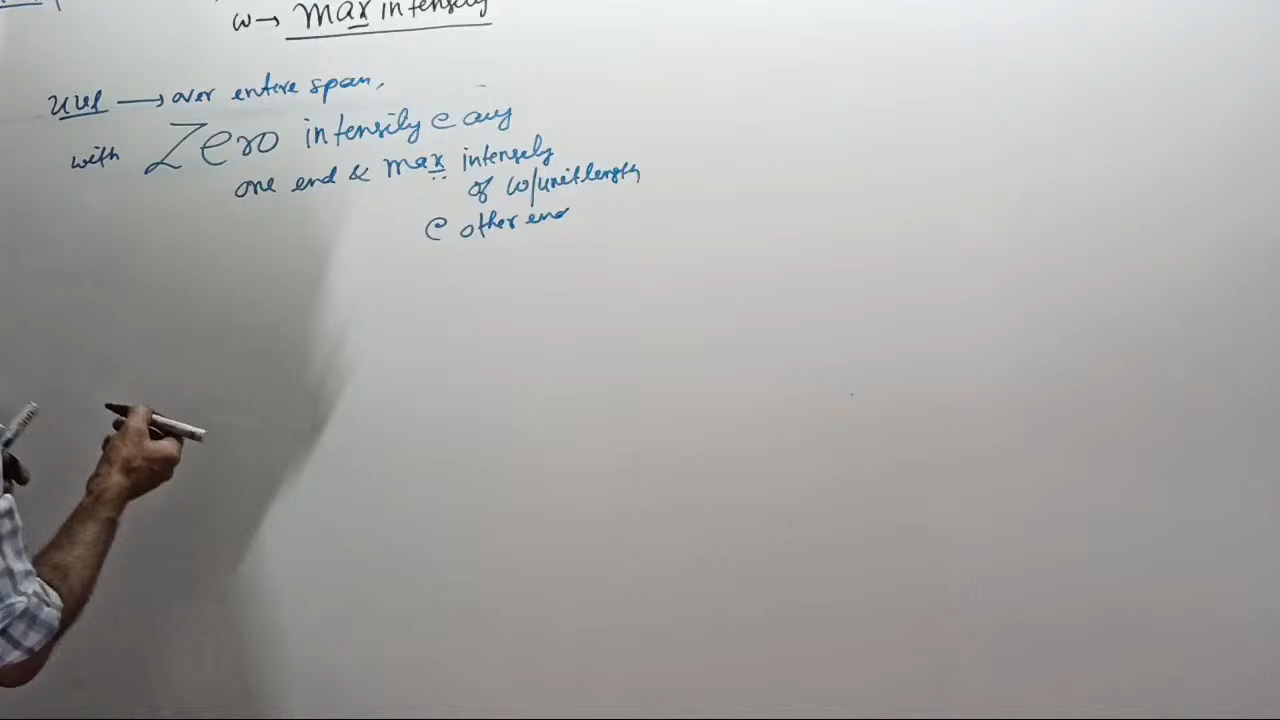 w→ max intensity
UVL → over entire span,
with Zero intensity @ any
one end & max intensity
of w/unit length
@ other end